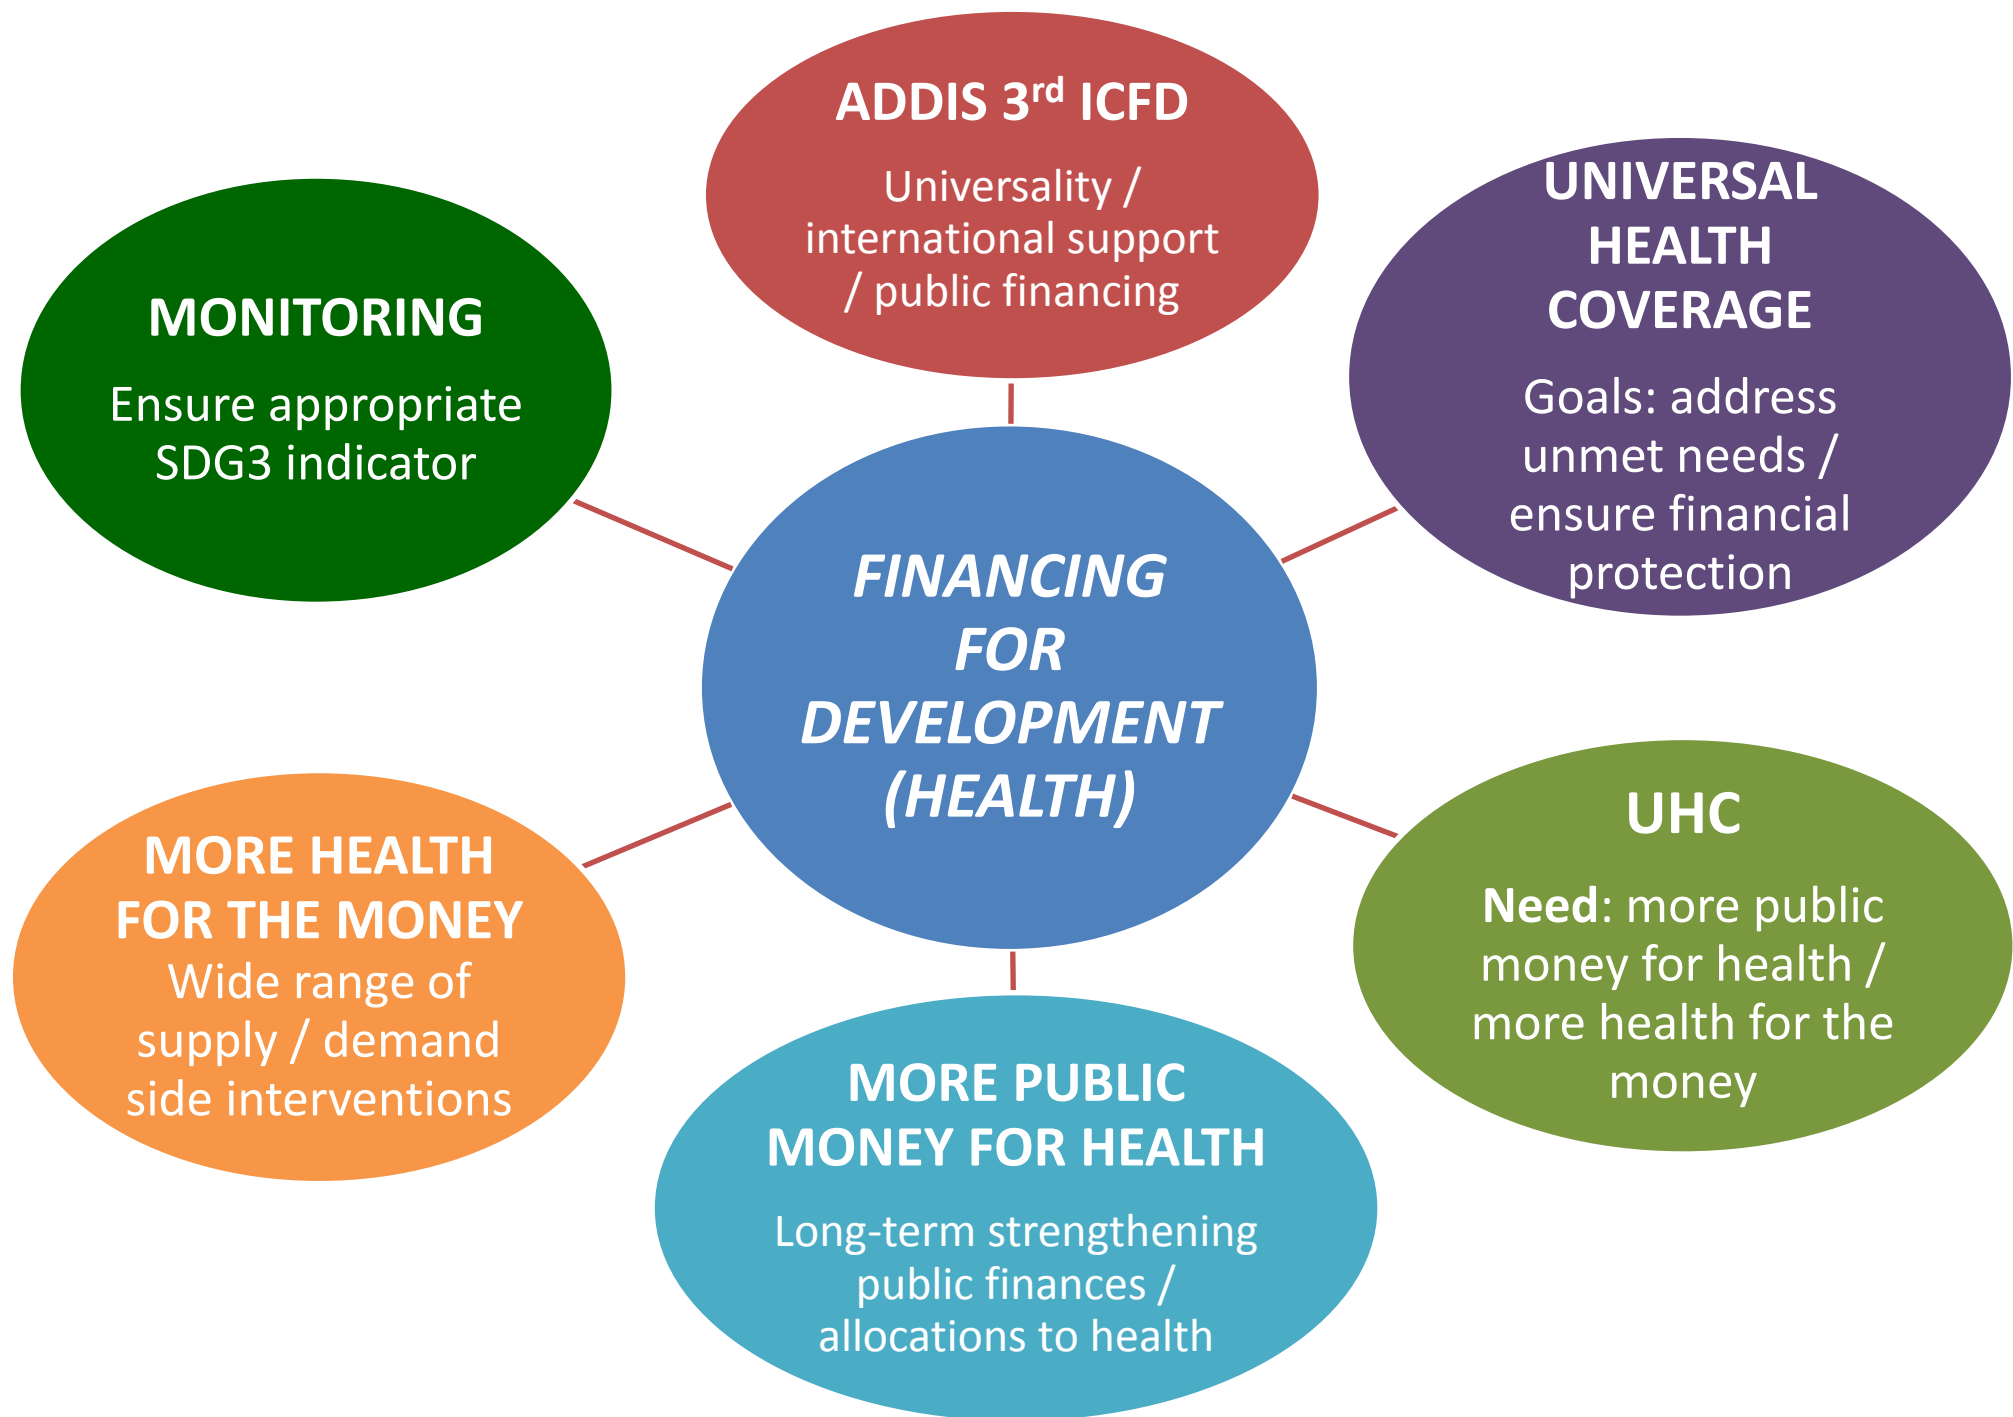 ADDIS 3rd ICFD
Universality /
international support
/ public financing
UNIVERSAL
HEALTH
COVERAGE
Goals: address
unmet needs /
ensure financial
protection
UHC
Need: more public
money for health /
more health for the
money
MORE PUBLIC
MONEY FOR HEALTH
Long-term strengthening
public finances /
allocations to health
MORE HEALTH
FOR THE MONEY
Wide range of
supply / demand
side interventions
MONITORING
Ensure appropriate
SDG3 indicator
FINANCING
FOR
DEVELOPMENT
(HEALTH)